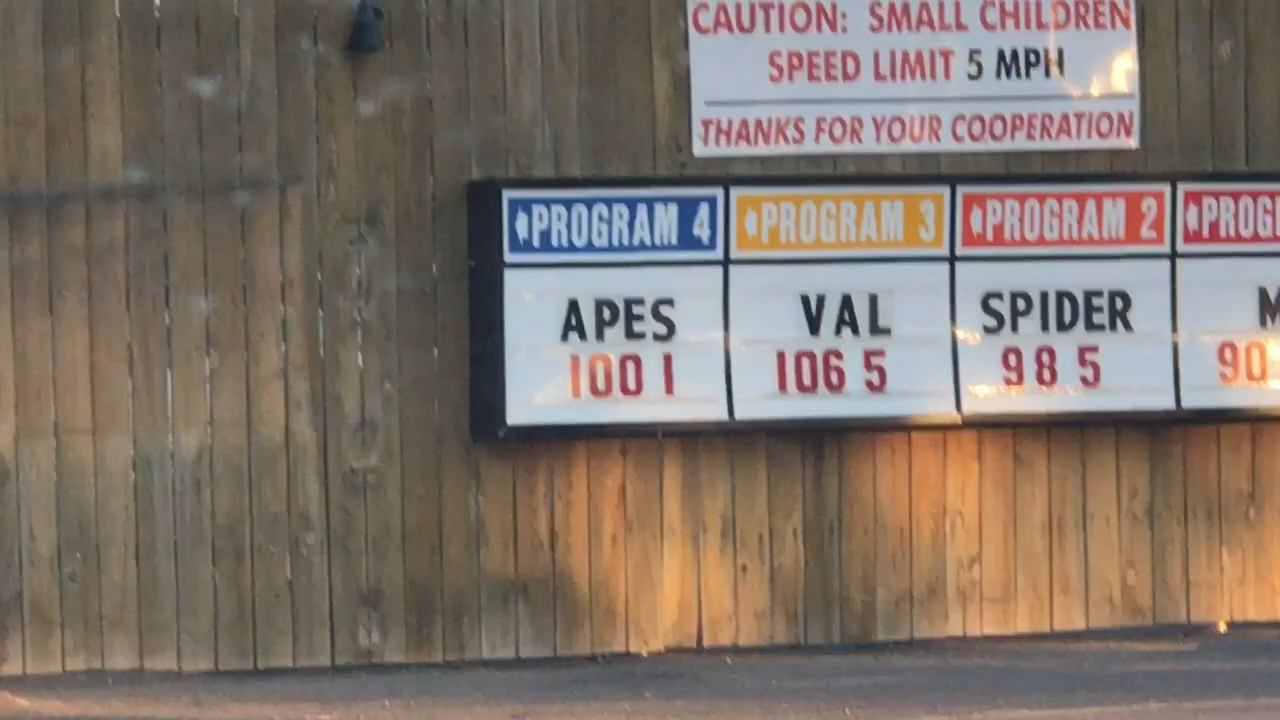 CAUTION: SMALL CHILDREN
SPEED LIMIT 5 MPH
THANKS FOR YOUR COOPERATION
PROGRAM 4
APES
100 1
PROGRAM 3
VAL
106 5
PROGRAM 2
SPIDER
98 5
90